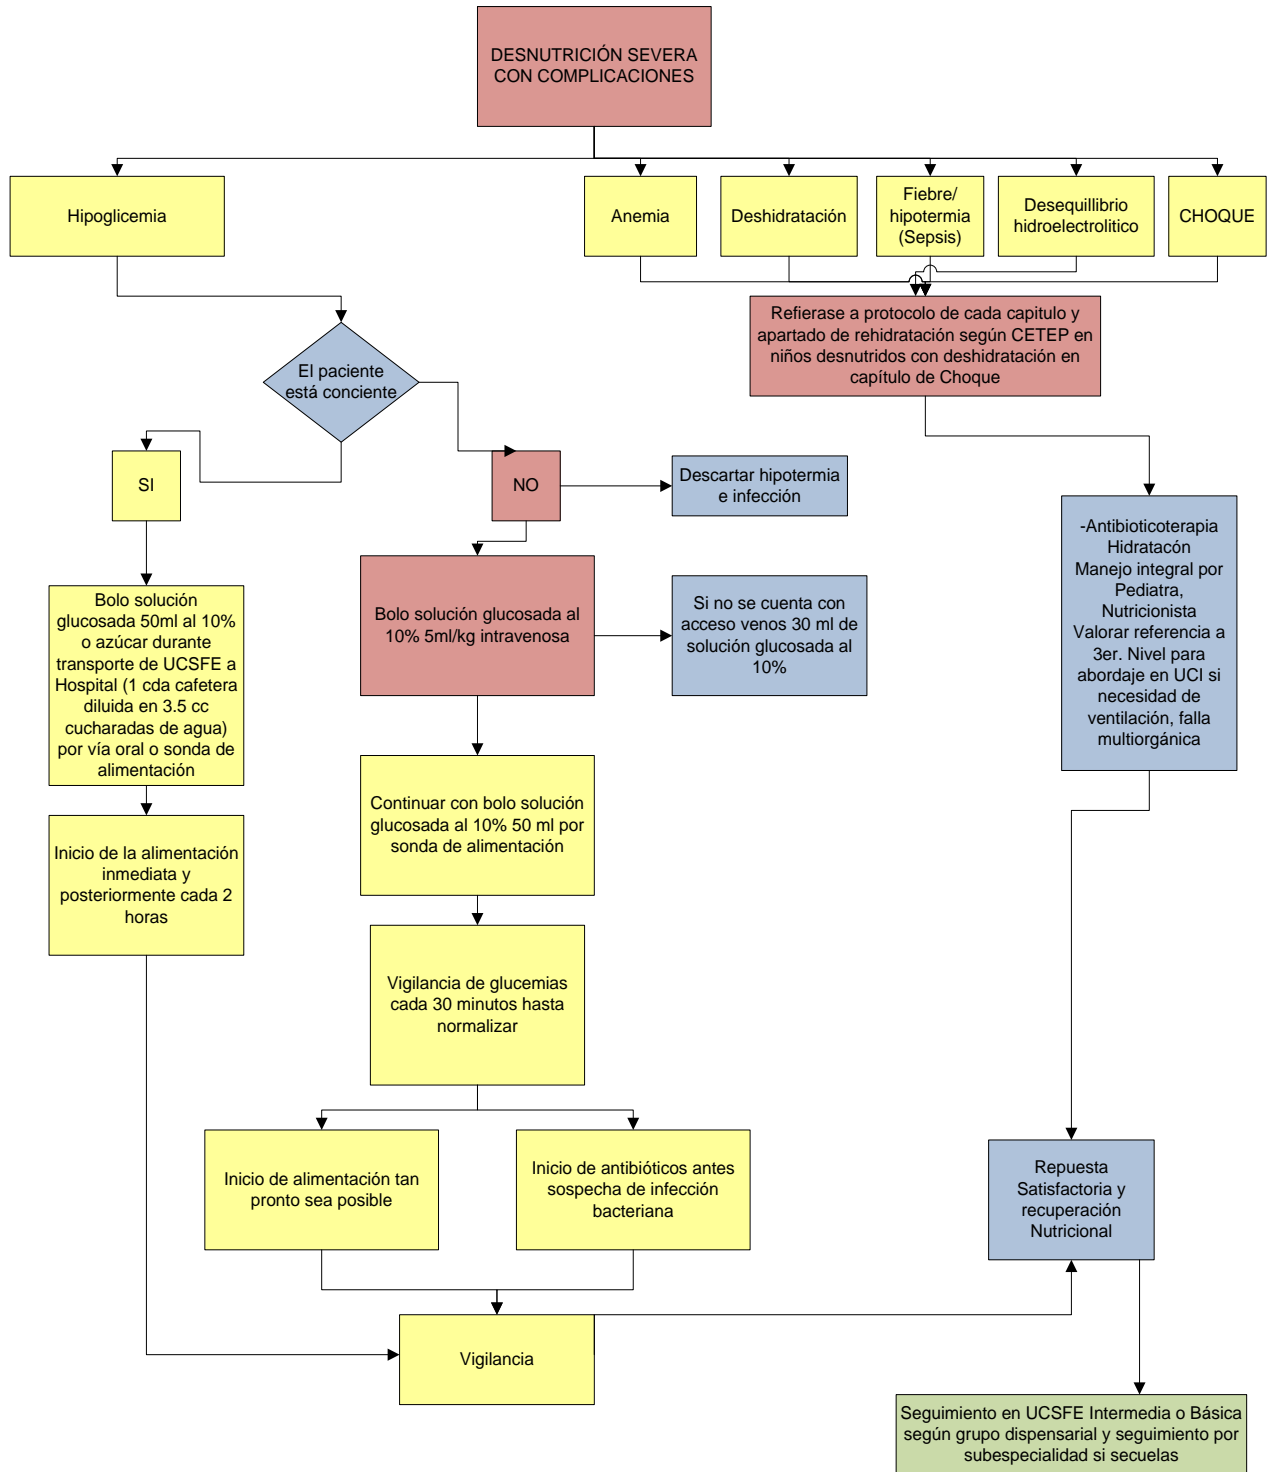 DESNUTRICIÓN SEVERA
CON COMPLICACIONES
Hipoglicemia
Anemia
Deshidratación
Fiebre/
hipotermia
(Sepsis)
Desequillibrio
hidroelectrolitico
CHOQUE
Refierase a protocolo de cada capitulo y
apartado de rehidratación según CETEP en
niños desnutridos con deshidratación en
capítulo de Choque
El paciente
está conciente
SI
NO
Descartar hipotermia
e infección
-Antibioticoterapia
Hidratacón
Manejo integral por
Pediatra,
Nutricionista
Valorar referencia a
3er. Nivel para
abordaje en UCI si
necesidad de
ventilación, falla
multiorgánica
Bolo solución
glucosada 50ml al 10%
o azúcar durante
transporte de UCSFE a
Hospital (1 cda cafetera
diluida en 3.5 cc
cucharadas de agua)
por vía oral o sonda de
alimentación
Bolo solución glucosada al
10% 5ml/kg intravenosa
Si no se cuenta con
acceso venos 30 ml de
solución glucosada al
10%
Continuar con bolo solución
glucosada al 10% 50 ml por
sonda de alimentación
Inicio de la alimentación
inmediata y
posteriormente cada 2
horas
Vigilancia de glucemias
cada 30 minutos hasta
normalizar
Inicio de alimentación tan
pronto sea posible
Inicio de antibióticos antes
sospecha de infección
bacteriana
Repuesta
Satisfactoria y
recuperación
Nutricional
Vigilancia
Seguimiento en UCSFE Intermedia o Básica
según grupo dispensarial y seguimiento por
subespecialidad si secuelas